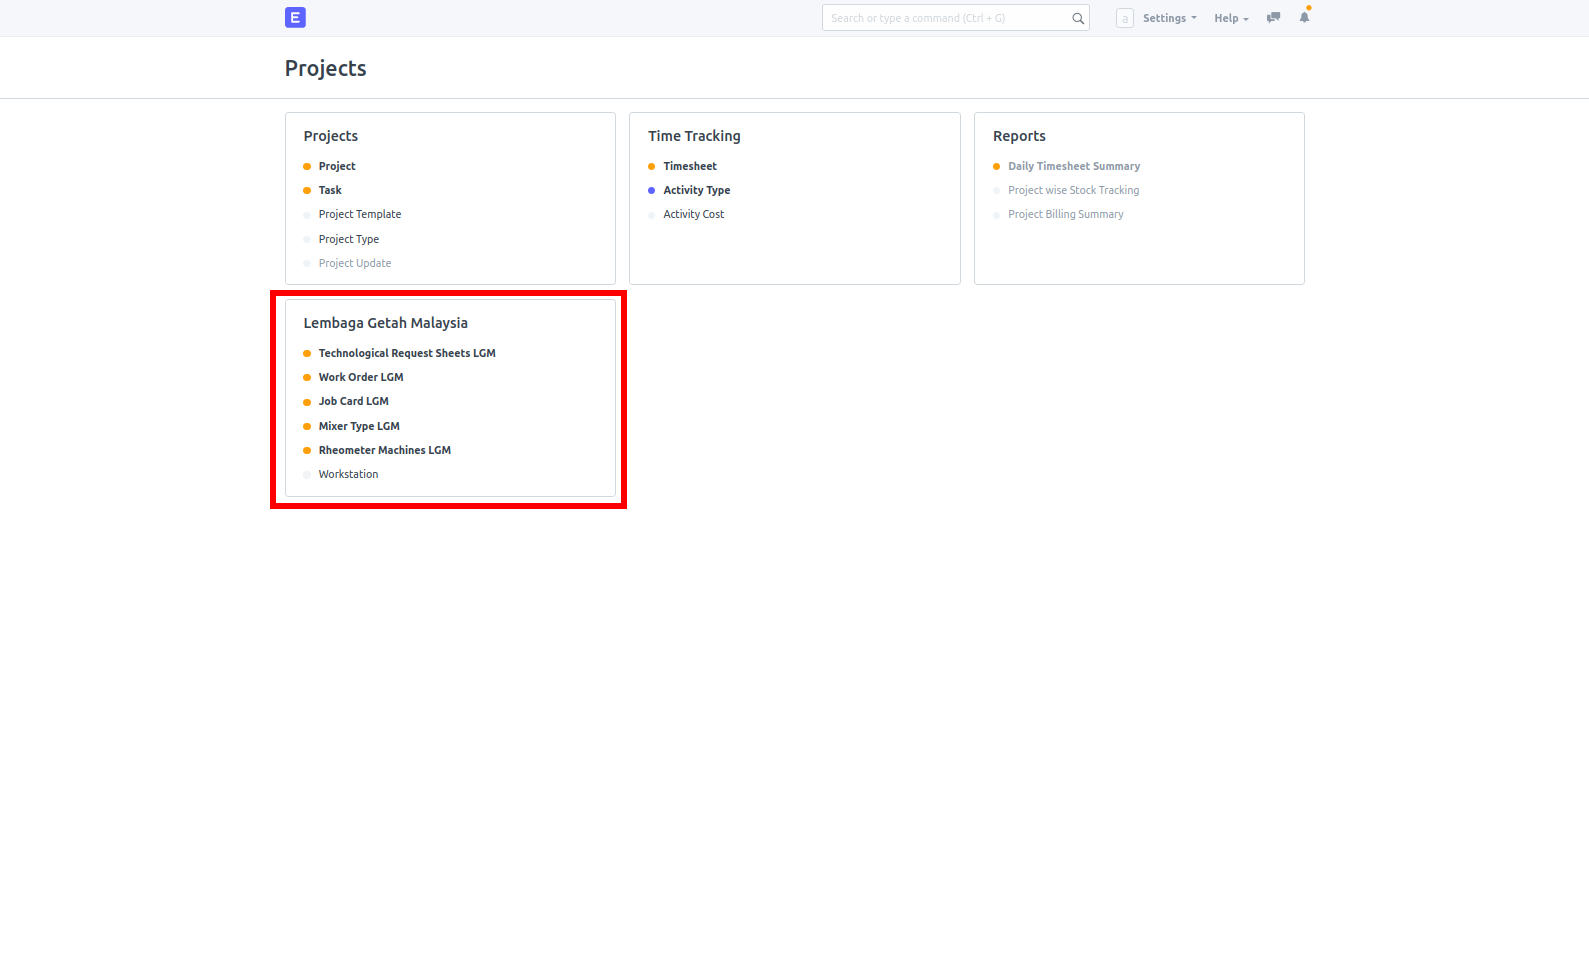 E
Search or type a command (Ctrl + G)
a
Settings
Help
Projects
Projects
Project
Task
Project Template
Project Type
Project Update
Time Tracking
Timesheet
Activity Type
Activity Cost
Reports
Daily Timesheet Summary
Project wise Stock Tracking
Project Billing Summary
Lembaga Getah Malaysia
Technological Request Sheets LGM
Work Order LGM
Job Card LGM
Mixer Type LGM
Rheometer Machines LGM
Workstation